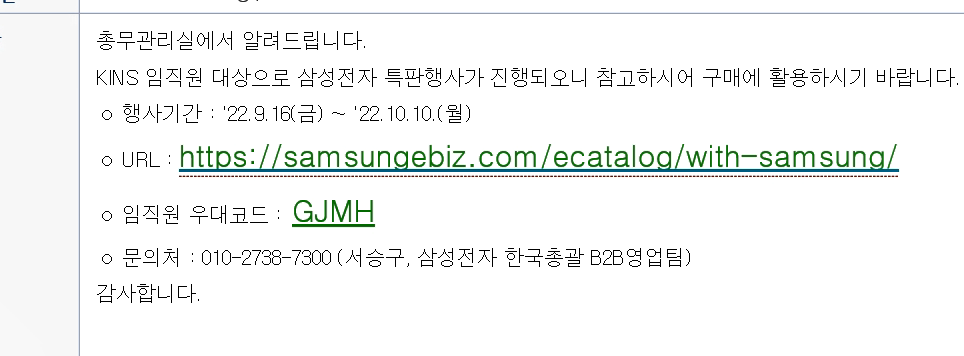 총무관리실에서 알려드립니다.
KINS 임직원 대상으로 삼성전자 특판행사가 진행되오니 참고하시어 구매에 활용하시기 바랍니다.
○ 행사기간 : '22.9.16(금) ~ '22.10.10.(월)
○ URL : https://samsungebiz.com/ecatalog/with-samsung/
○ 임직원 우대코드 : GJMH
○ 문의처 : 010-2738-7300 (서승구, 삼성전자 한국총괄 B2B영업팀)
감사합니다.